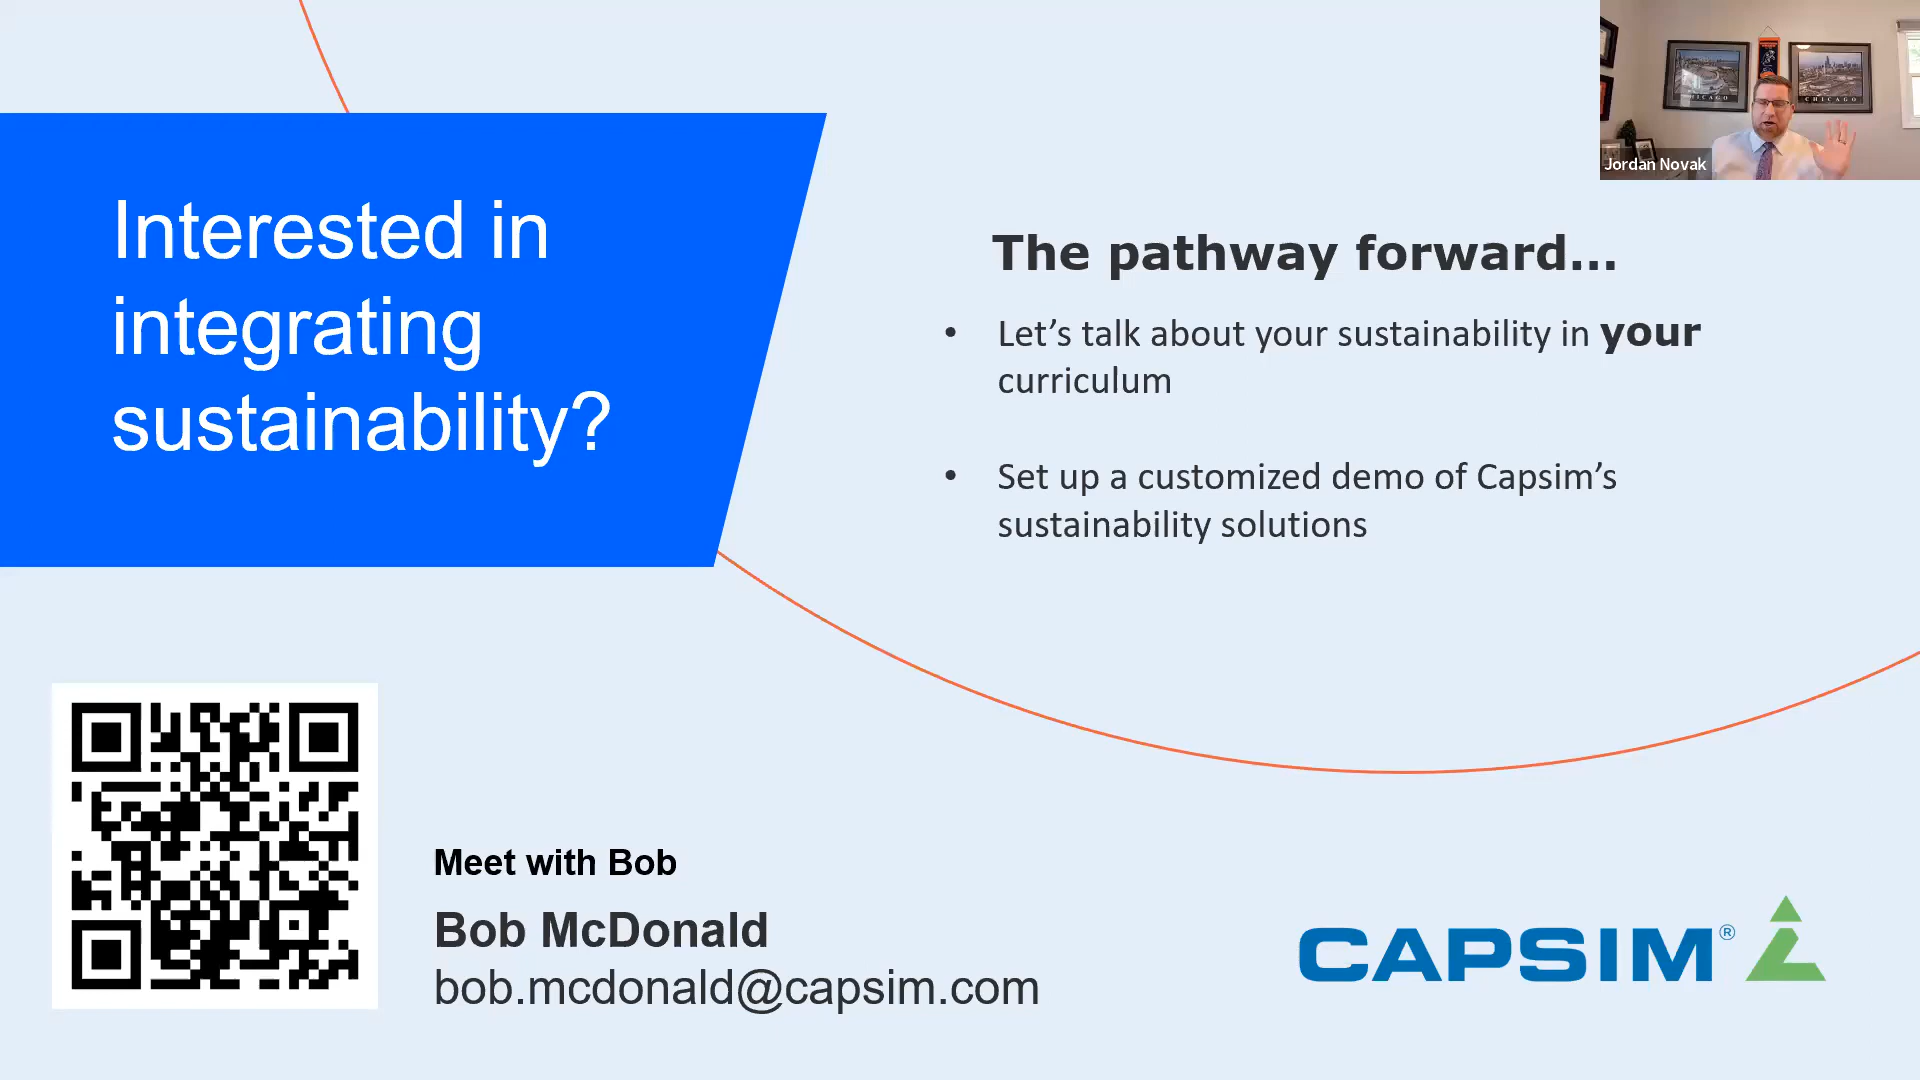 Interested in
integrating
sustainability?
CHICAGO
Jordan Novak
The pathway forward...
• Let’s talk about your sustainability in your
curriculum
• Set up a customized demo of Capsim’s
sustainability solutions
Meet with Bob
Bob McDonald
bob.mcdonald@capsim.com
CAPSIM®